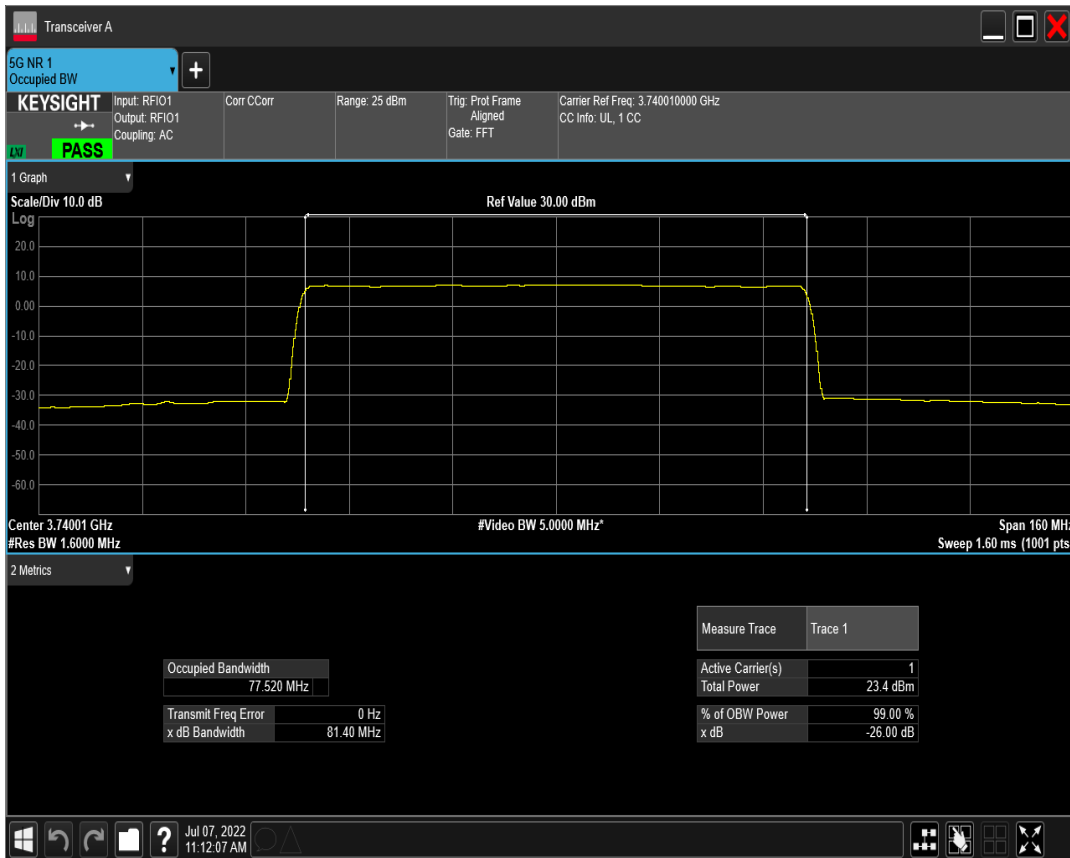 Transceiver A
5G NR 1
Occupied BW
KEYSIGHT
Input: RFIO1
Output: RFIO1
Coupling: AC
Corr CCorr
Range: 25 dBm
Trig: Prot Frame
Aligned
Gate: FFT
Carrier Ref Freq: 3.740010000 GHz
CC Info: UL, 1 CC
LXI
PASS
1 Graph
Scale/Div 10.0 dB
Ref Value 30.00 dBm
Log
20.0
10.0
0.00
-10.0
-20.0
-30.0
-40.0
-50.0
-60.0
Center 3.74001 GHz
#Video BW 5.0000 MHz*
Span 160 MHz
#Res BW 1.6000 MHz
Sweep 1.60 ms (1001 pts
2 Metrics
Measure Trace Trace 1
Occupied Bandwidth
77.520 MHz
Active Carrier(s) 1
Total Power 23.4 dBm
Transmit Freq Error 0 Hz
x dB Bandwidth 81.40 MHz
% of OBW Power 99.00 %
x dB -26.00 dB
?
Jul 07, 2022
11:12:07 AM